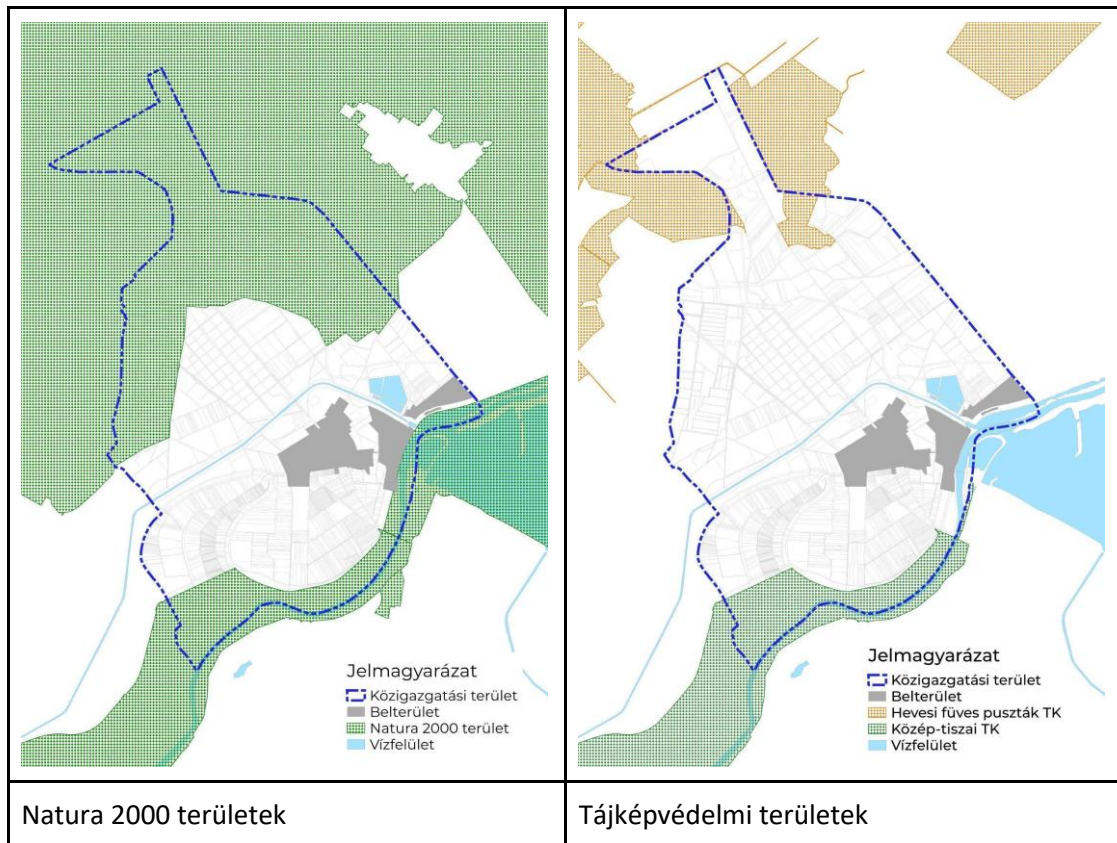 Jelmagyarázat
Közigazgatási terület
Belterület
Natura 2000 terület
Vízfelület
Jelmagyarázat
Közigazgatási terület
Belterület
Hevesi füves puszták TK
Közép-tiszai TK
Vízfelület
Natura 2000 területek
Tájképvédelmi területek